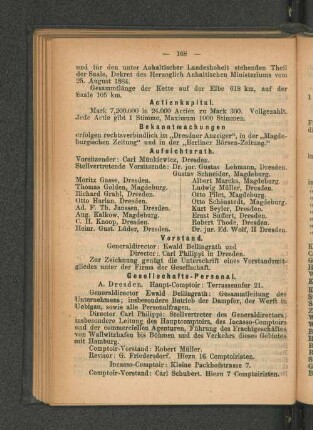 — 168 —
und für den unter Anhaltischer Landeshoheit stehenden Theil
der Saale, Dekret des Herzoglich Anhaltischen Ministeriums vom
25. August 1884.
Gesammtlänge der Kette auf der Elbe 618 km, auf der
Saale 105 km.
Actienkapital.
Mark 7,200,000 in 24,000 Actien zu Mark 300. Vollgezahlt.
Jede Actie gibt 1 Stimme, Maximum 1000 Stimmen.
Bekanntmachungen
erfolgen rechtsverbindlich im „Dresdner Anzeiger", in der „Magde-
burgischen Zeitung" und in der „Berliner Börsen-Zeitung."
Aufsichtsrath.
Vorsitzender: Carl Münkiewitz, Dresden.
Stellvertretende Vorsitzende: Dr. jur. Gustav Lehmann, Dresden.
Gustav Schneider, Magdeburg.
Moritz Gasse, Dresden. Albert Marcks, Magdeburg.
Thomas Golden, Magdeburg. Ludwig Müller, Dresden.
Richard Grahl, Dresden. Otto Pilet, Magdeburg.
Otto Harlan, Dresden. Otto Schönstedt, Magdeburg.
Ad. F. Th. Janssen, Dresden. Kurt Seyler, Dresden.
Aug. Kalkow, Magdeburg. Ernst Seiffert, Dresden.
C. H. Knoop, Dresden. Robert Thode, Dresden.
Heinr. Gust. Lüder, Dresden. Dr. jur. Ed. Wolf, II Dresden.
Vorstand.
Generaldirector: Ewald Bellingrath und
Director: Carl Philippi in Dresden.
Zur Zeichnung genügt die Unterschrift eines Vorstandsmit-
gliedes unter der Firma der Gesellschaft.
Gesellschafts-Personal.
A. Dresden. Haupt-Comptoir: Terrassenufer 21.
Generaldirector Ewald Bellingrath: Gesammtleitung des
Unternehmens; insbesondere Betrieb der Dampfer, der Werft in
Uebigau, sowie alle Personalfragen.
Director Carl Philippi: Stellvertreter des Generaldirectors;
insbesondere Leitung des Hauptcomptoirs, des Incasso-Comptoirs
und der commerciellen Agenturen, Führung des Frachtgeschäftes
von Wallwitzhafen bis Böhmen und des Verkehrs dieses Gebietes
mit Hamburg.
Comptoir-Vorstand: Robert Müller.
Revisor: G. Friedersdorf. Hierzu 16 Comptoiristen.
Incasso-Comptoir: Kleine Packhofstrasse 7.
Comptoir-Vorstand: Carl Schubert. Hierzu 7 Comptoiristen.